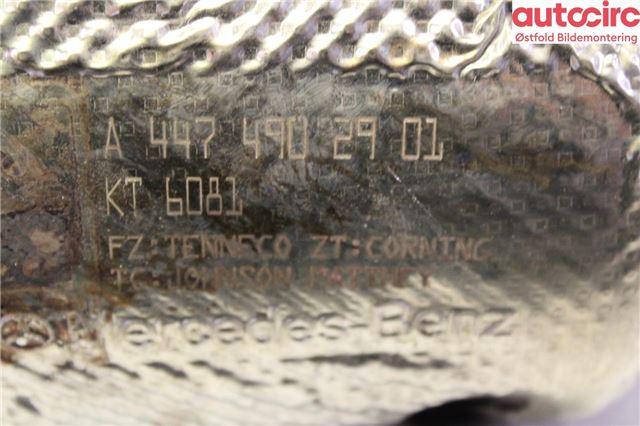 autocirc
Østfold Bildemontering
A 447 490 29 01
KT 6081
FZ:TENNECO ZT:CORNING
TC:JOHNSON MATTHEY
Mercedes-Benz